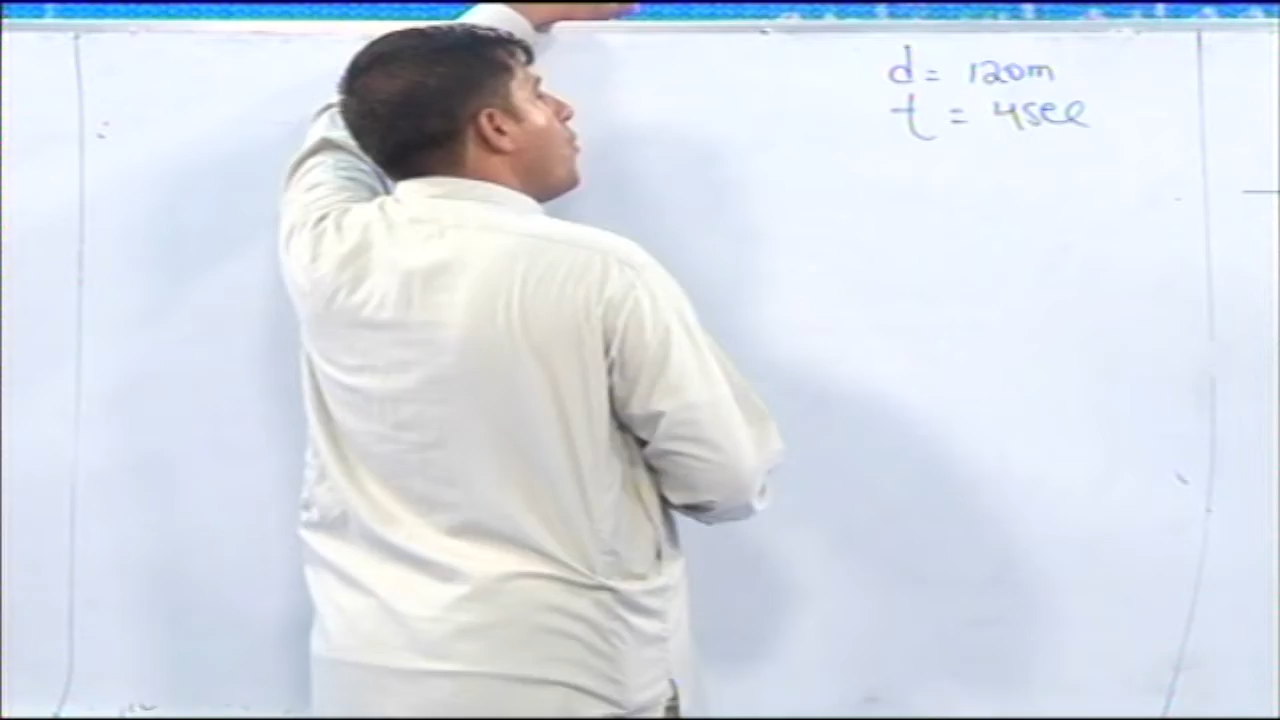 d = 120m
t = 4sec